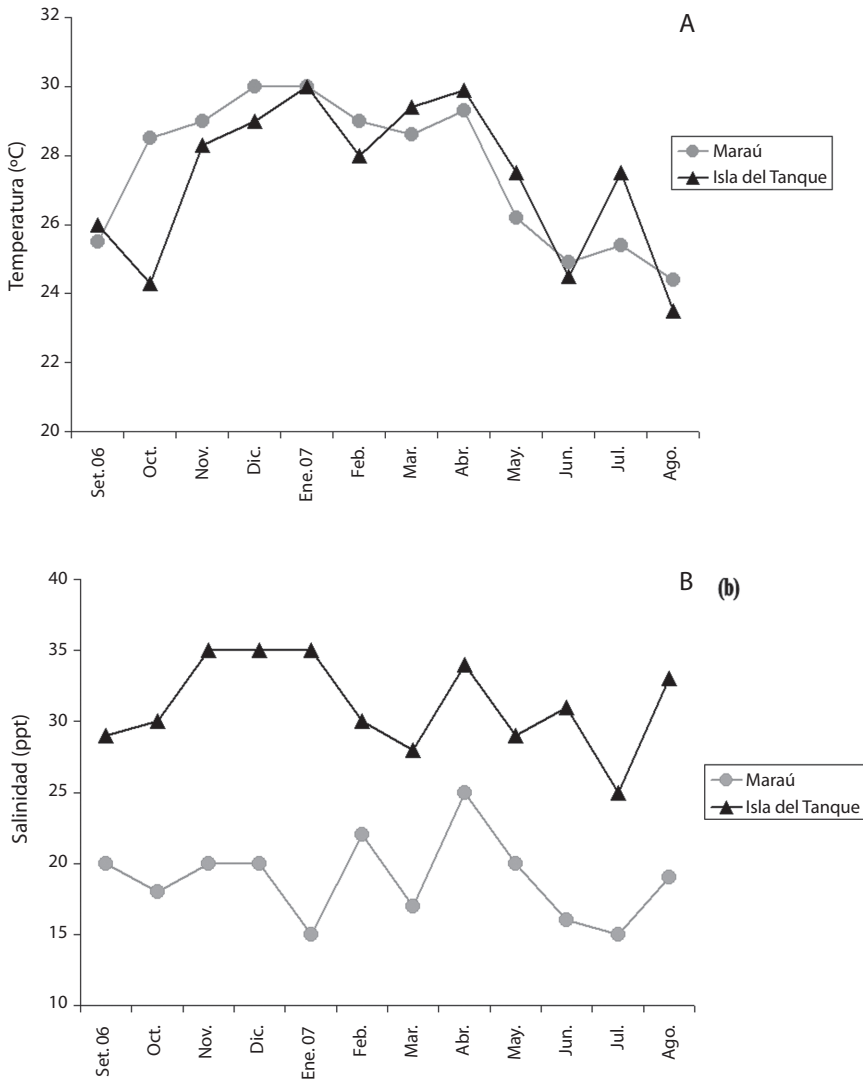 A
32
30
28
26
24
22
20
Temperatura (ºC)
Maraú
Isla del Tanque
Set. 06
Oct.
Nov.
Dic.
Ene. 07
Feb.
Mar.
Abr.
May.
Jun.
Jul.
Ago.
B (b)
40
35
30
25
20
15
10
Salinidad (ppt)
Maraú
Isla del Tanque
Set. 06
Oct.
Nov.
Dic.
Ene. 07
Feb.
Mar.
Abr.
May.
Jun.
Jul.
Ago.